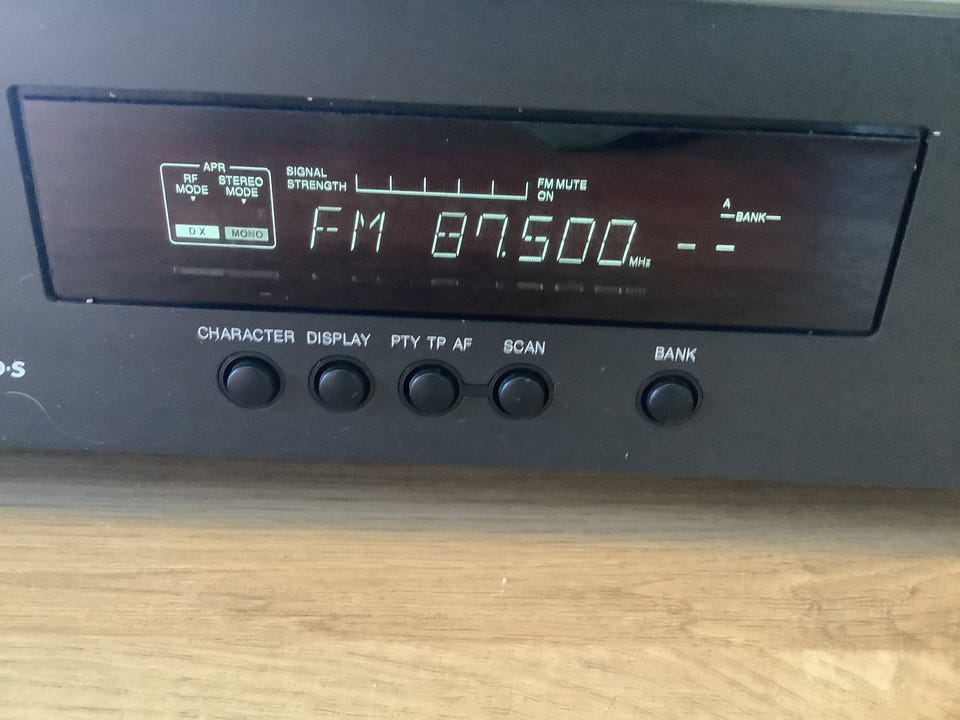 APR
RF MODE
STEREO MODE
DX
MONO
SIGNAL STRENGTH
FM MUTE ON
FM 87.500 MHz
A
BANK
-- 
CHARACTER DISPLAY PTY TP AF SCAN BANK
D·S